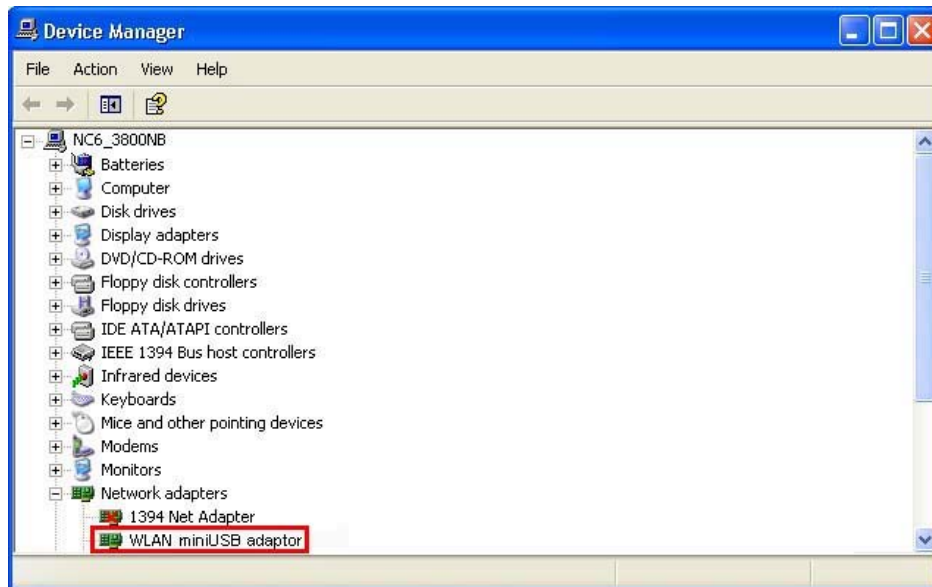 Device Manager
File Action View Help
NC6_3800NB
Batteries
Computer
Disk drives
Display adapters
DVD/CD-ROM drives
Floppy disk controllers
Floppy disk drives
IDE ATA/ATAPI controllers
IEEE 1394 Bus host controllers
Infrared devices
Keyboards
Mice and other pointing devices
Modems
Monitors
Network adapters
1394 Net Adapter
WLAN miniUSB adaptor